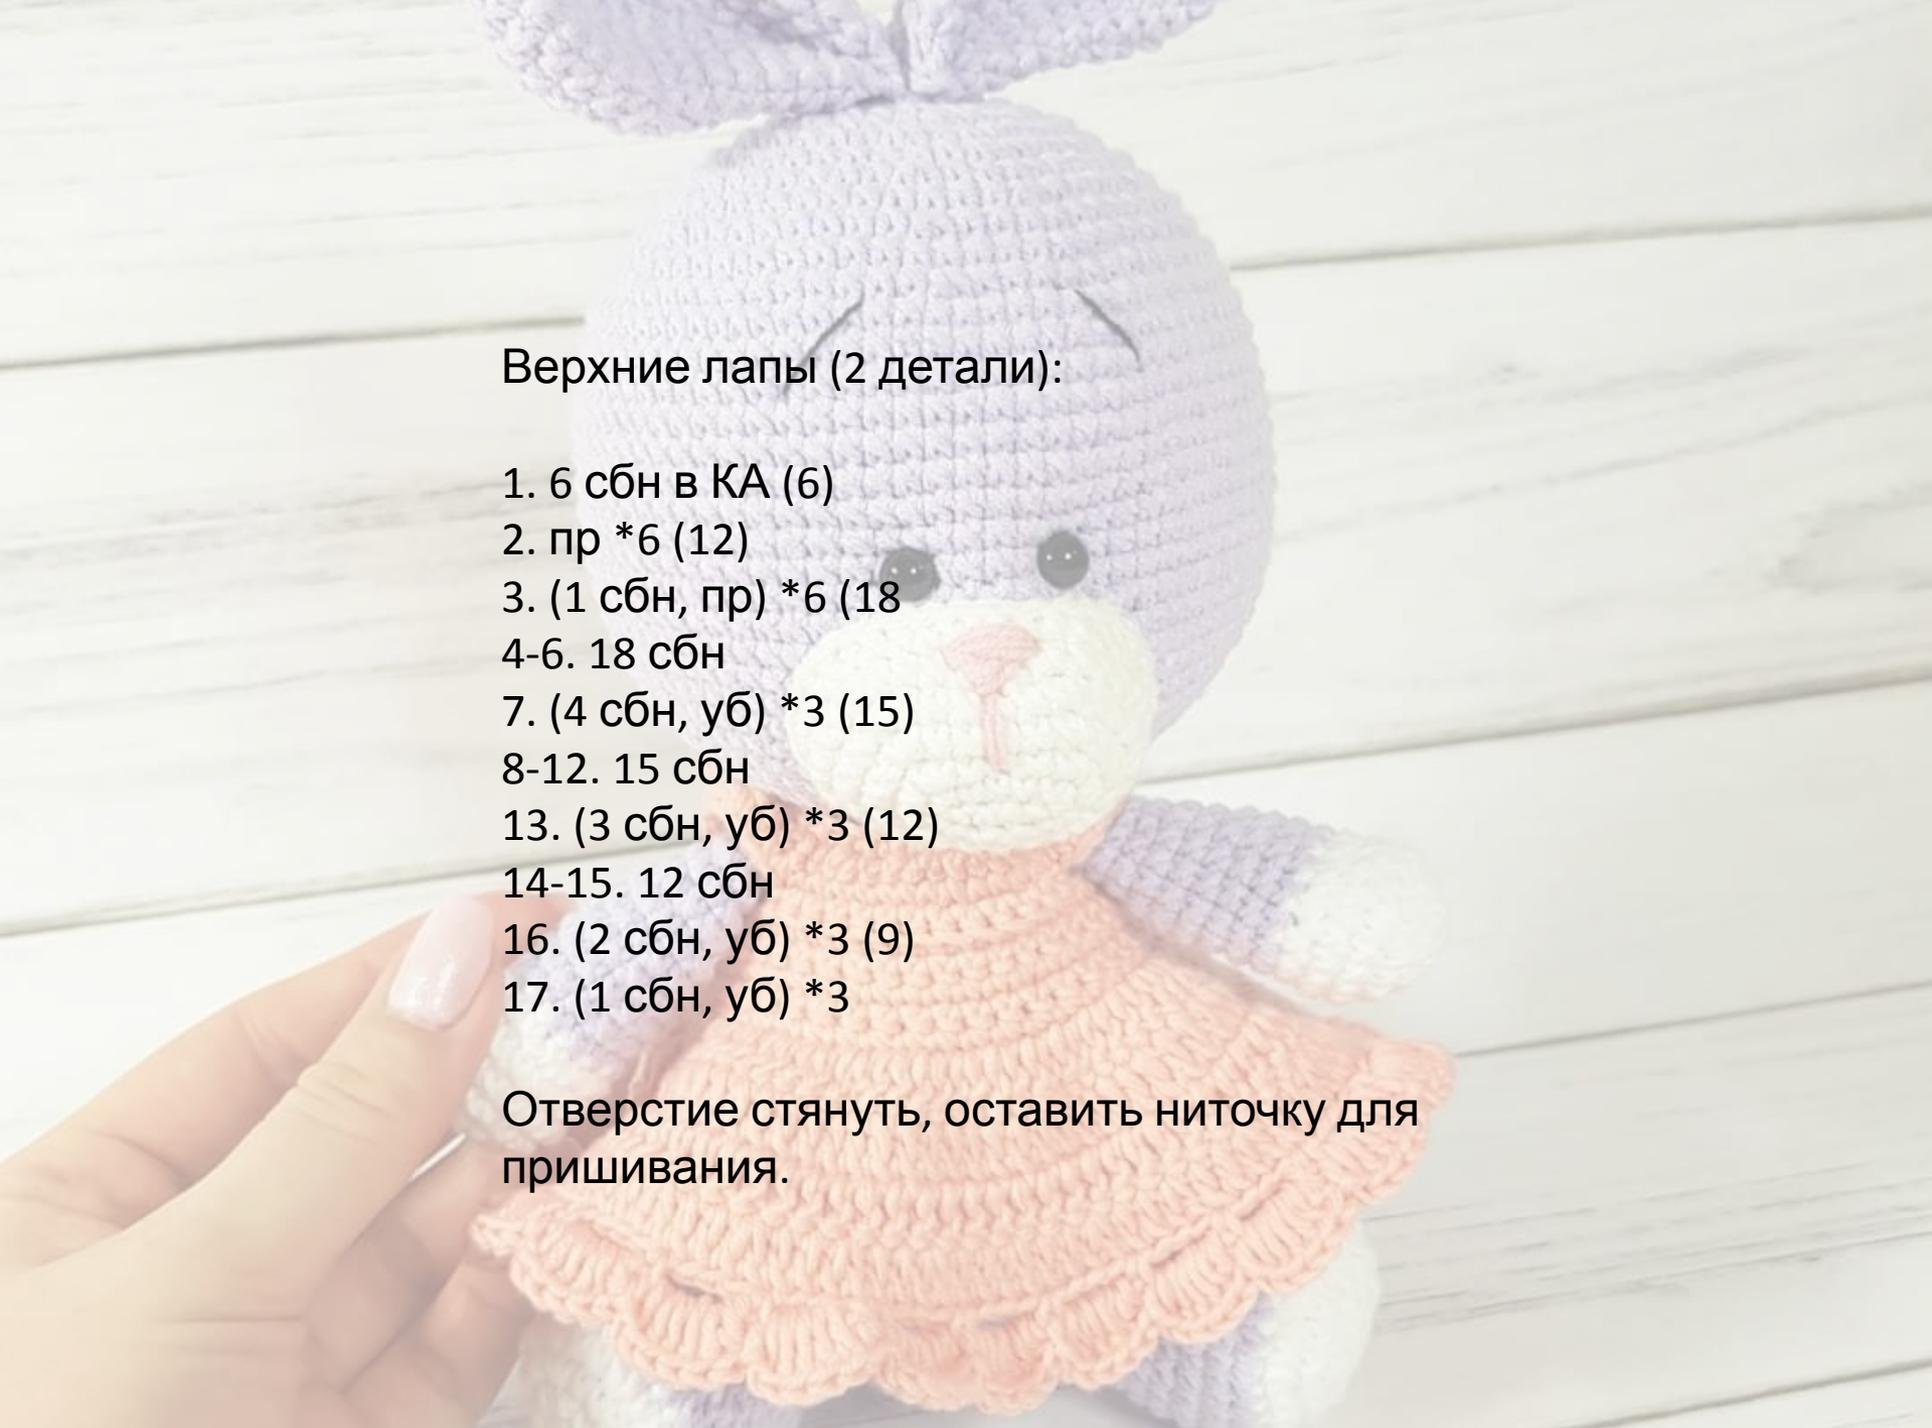 Верхние лапы (2 детали):
1. 6 сбн в КА (6)
2. пр *6 (12)
3. (1 сбн, пр) *6 (18
4-6. 18 сбн
7. (4 сбн, уб) *3 (15)
8-12. 15 сбн
13. (3 сбн, уб) *3 (12)
14-15. 12 сбн
16. (2 сбн, уб) *3 (9)
17. (1 сбн, уб) *3
Отверстие стянуть, оставить ниточку для
пришивания.